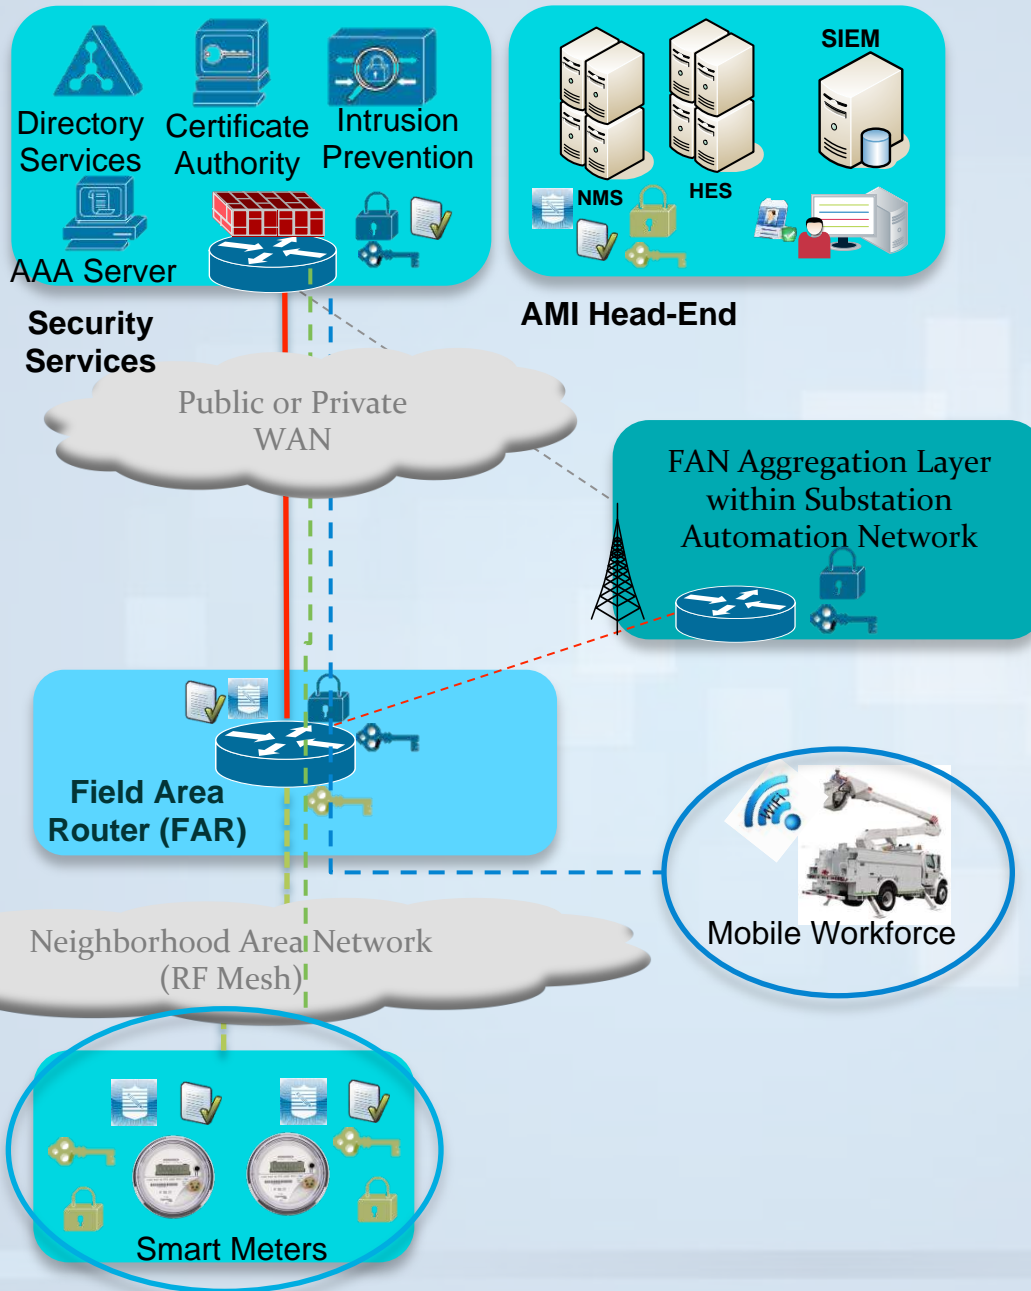 Directory
Services
Certificate
Authority
Intrusion
Prevention
AAA Server
Security
Services
SIEM
NMS
HES
AMI Head-End
Public or Private
WAN
FAN Aggregation Layer
within Substation
Automation Network
Field Area
Router (FAR)
WiFi
Mobile Workforce
Neighborhood Area Network
(RF Mesh)
Smart Meters